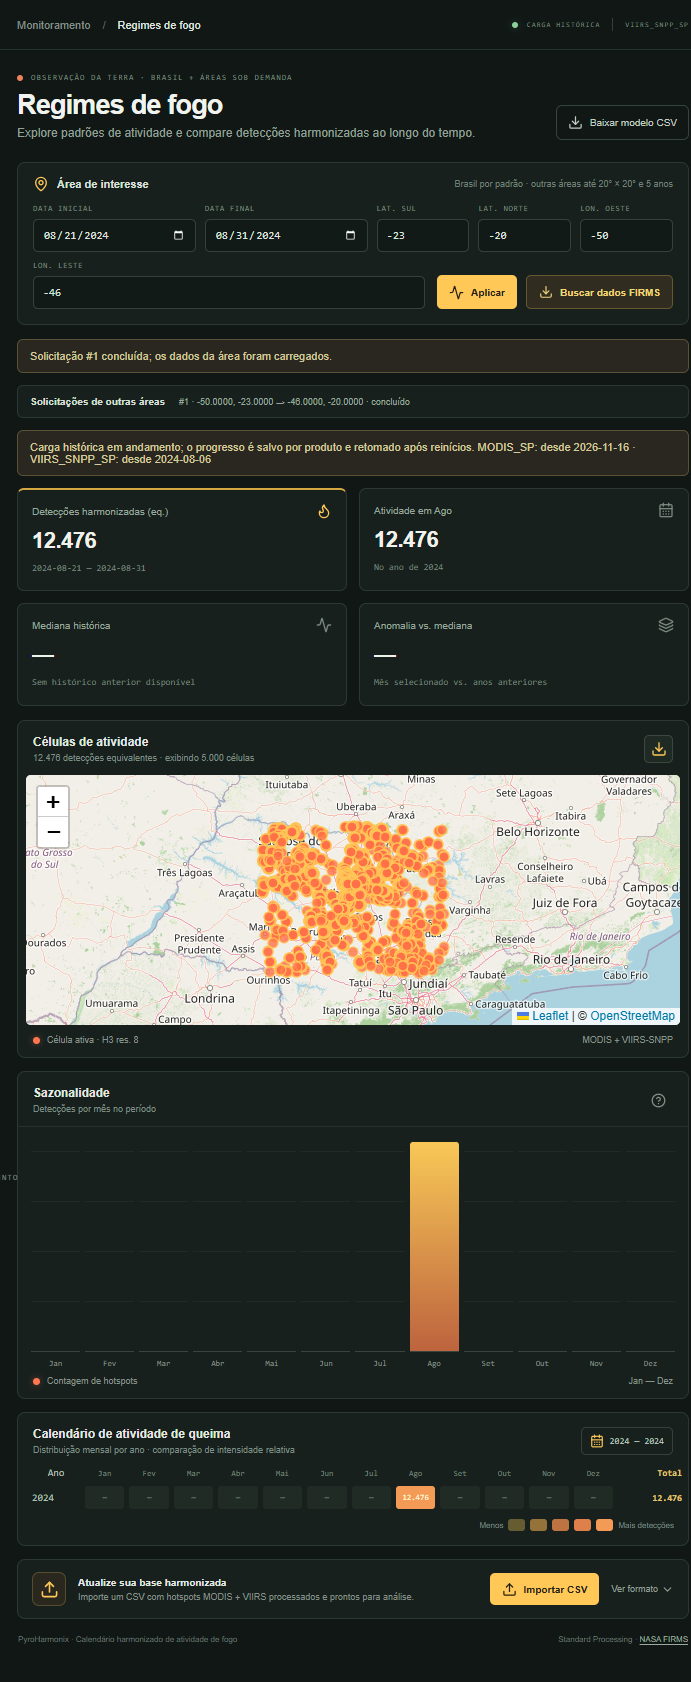 Monitoramento / Regimes de fogo
CARGA HISTÓRICA
VIIRS_SNPP_SP
OBSERVAÇÃO DA TERRA · BRASIL + ÁREAS SOB DEMANDA
Regimes de fogo
Explore padrões de atividade e compare detecções harmonizadas ao longo do tempo.
Baixar modelo CSV
Área de interesse
Brasil por padrão · outras áreas até 20° × 20° e 5 anos
DATA INICIAL
DATA FINAL
LAT. SUL
LAT. NORTE
LON. OESTE
08/21/2024
08/31/2024
-23
-20
-50
LON. LESTE
-46
Aplicar
Buscar dados FIRMS
Solicitação #1 concluída; os dados da área foram carregados.
Solicitações de outras áreas
#1 · -50.0000, -23.0000 → -46.0000, -20.0000 · concluído
Carga histórica em andamento; o progresso é salvo por produto e retomado após reinícios. MODIS_SP: desde 2026-11-16 ·
VIIRS_SNPP_SP: desde 2024-08-06
Detecções harmonizadas (eq.)
12.476
2024-08-21 — 2024-08-31
Atividade em Ago
12.476
No ano de 2024
Mediana histórica
—
Sem histórico anterior disponível
Anomalia vs. mediana
—
Mês selecionado vs. anos anteriores
Células de atividade
12.476 detecções equivalentes · exibindo 5.000 células
+
−
Ituiutaba
Minas
Governador
Valadares
Sete Lagoas
Uberaba
Araxá
Itabira
Belo Horizonte
ato Grosso
do Sul
Três Lagoas
Conselheiro
Lafaiete
Ubá
Lavras
Campos d
Goytacaze
Araçatu
Juiz de Fora
Varginha
Presidente
Prudente
Assis
Resende
Rio de Janeiro
ourados
Rio de Janeiro
Cabo Frio
Ourinhos
Tatuí
Jundiaí
Taubaté
Londrina
Itu
Umuarama
Itapetininga
São Paulo
Caraguatatuba
Campo
Leaflet | © OpenStreetMap
Célula ativa · H3 res. 8
MODIS + VIIRS-SNPP
Sazonalidade
Detecções por mês no período
NTO
Jan Fev Mar Abr Mai Jun Jul Ago Set Out Nov Dez
Contagem de hotspots
Jan — Dez
Calendário de atividade de queima
Distribuição mensal por ano · comparação de intensidade relativa
2024 — 2024
Ano Jan Fev Mar Abr Mai Jun Jul Ago Set Out Nov Dez Total
2024 — — — — — — — 12.476 — — — — 12.476
Menos
Mais detecções
Atualize sua base harmonizada
Importe um CSV com hotspots MODIS + VIIRS processados e prontos para análise.
Importar CSV
Ver formato
PyroHarmonix · Calendário harmonizado de atividade de fogo
Standard Processing · NASA FIRMS